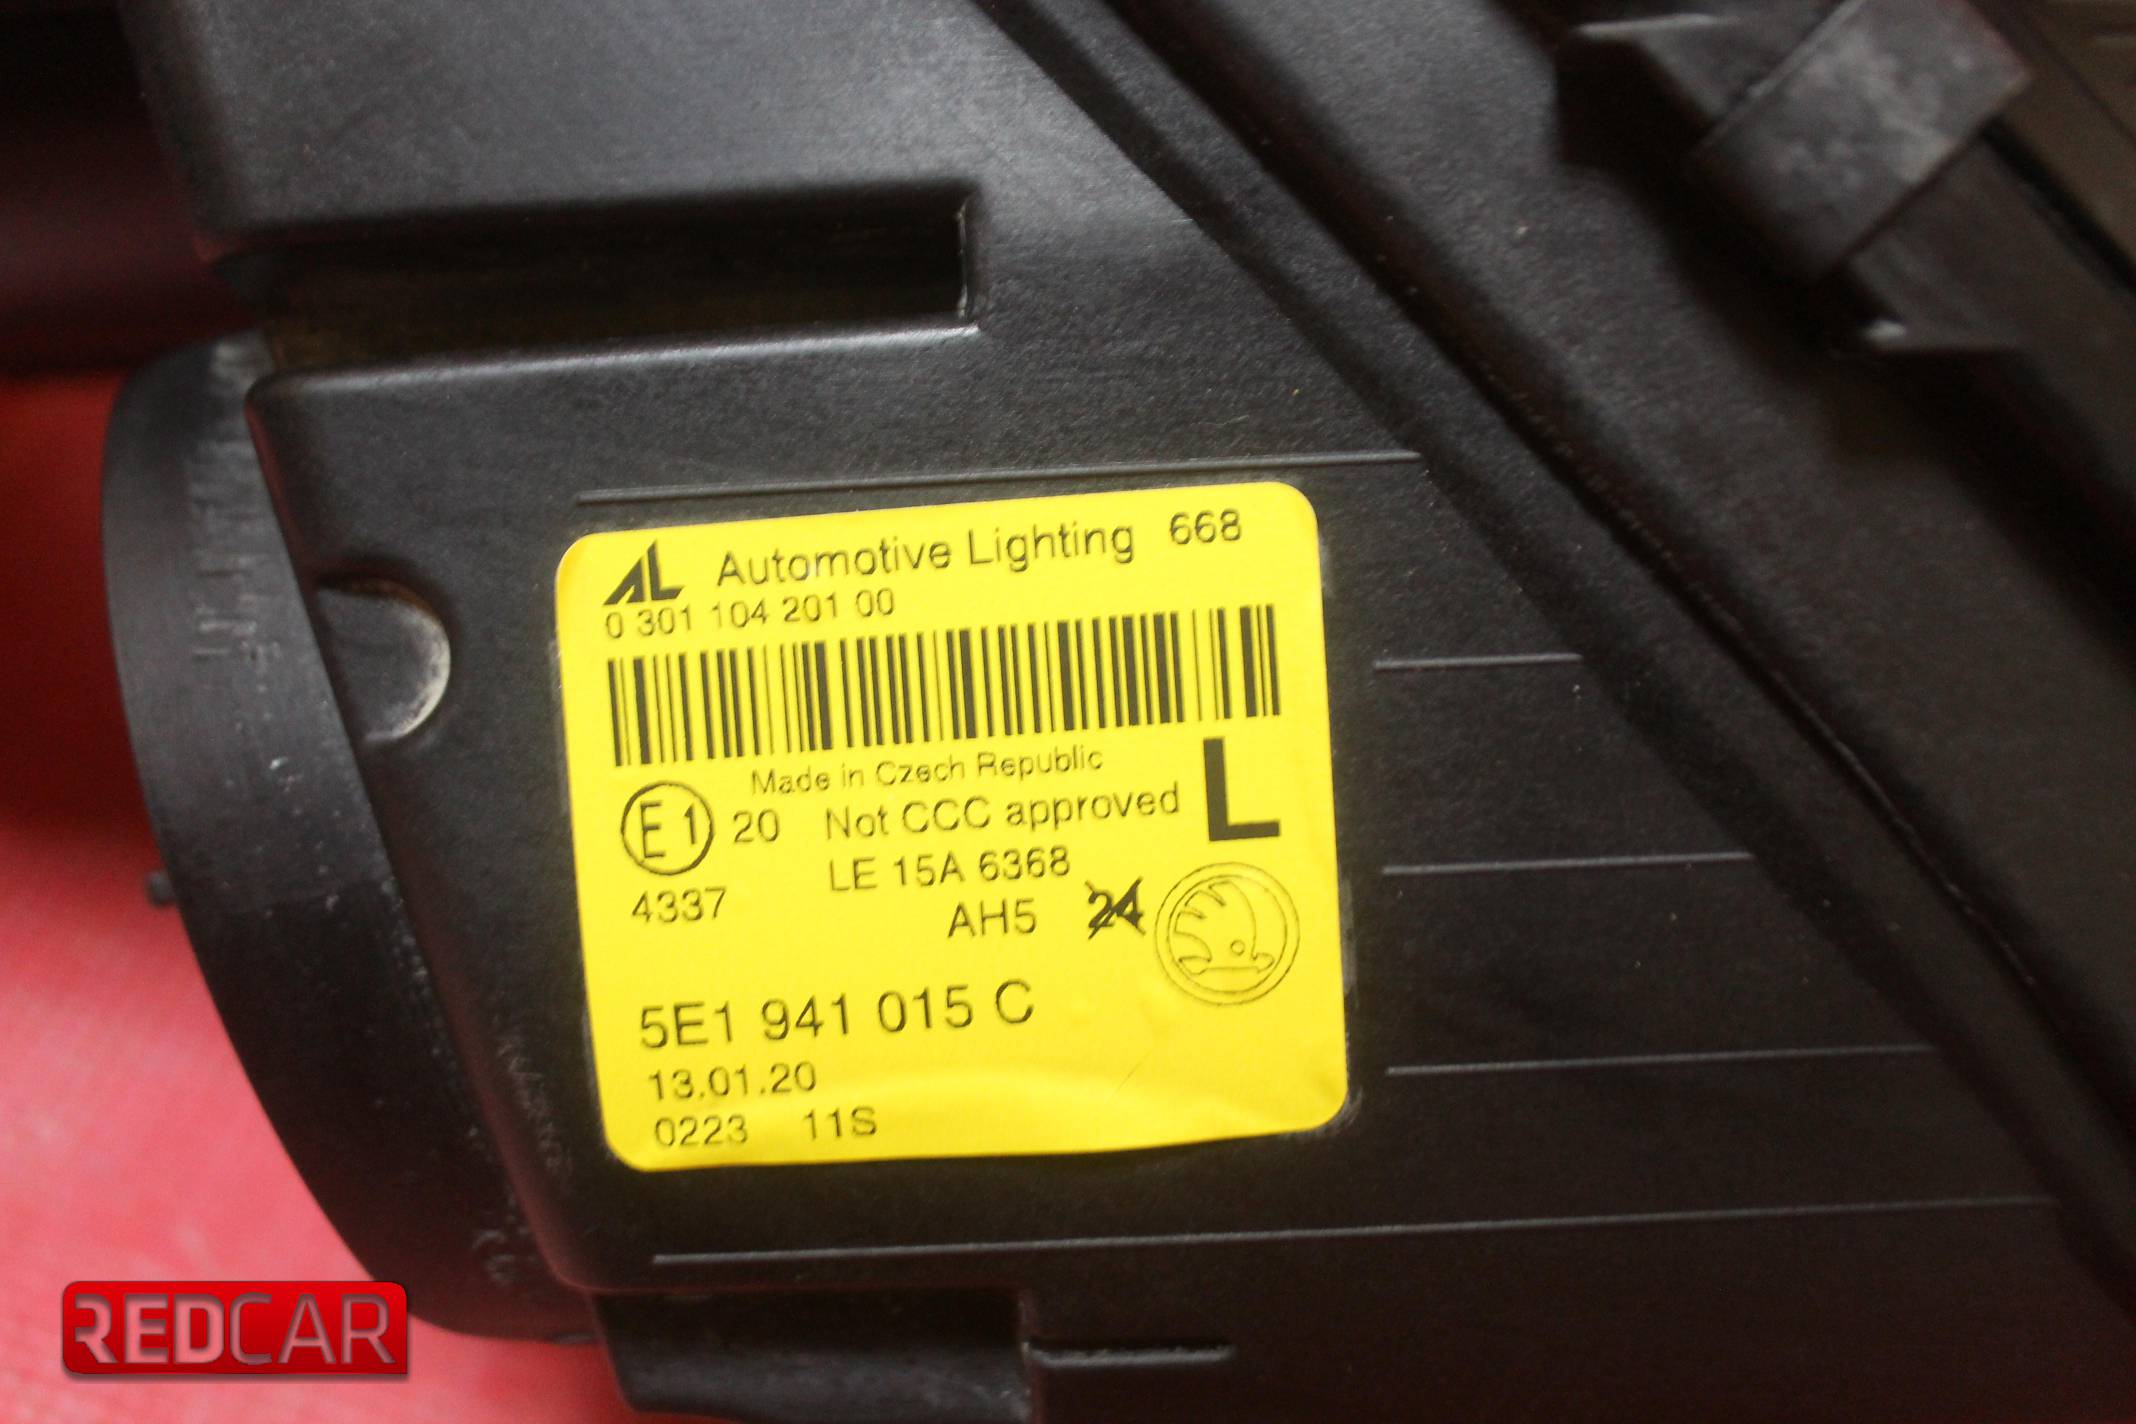 AL Automotive Lighting 668
0 301 104 201 00
Made in Czech Republic
E1 20 Not CCC approved L
LE 15A 6368
4337
AH5 24
5E1 941 015 C
13.01.20
0223 11S
REDCAR